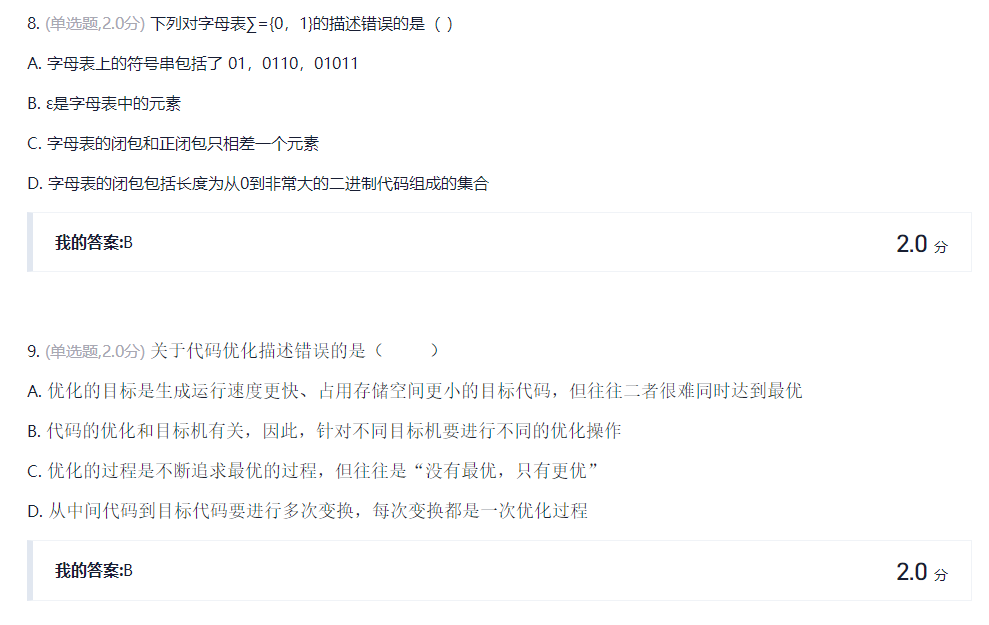 8. (单选题,2.0分) 下列对字母表∑={0，1}的描述错误的是（ ）
A. 字母表上的符号串包括了 01，0110，01011
B. ε是字母表中的元素
C. 字母表的闭包和正闭包只相差一个元素
D. 字母表的闭包包括长度为从0到非常大的二进制代码组成的集合
我的答案:B 2.0 分
9. (单选题,2.0分) 关于代码优化描述错误的是（　　）
A. 优化的目标是生成运行速度更快、占用存储空间更小的目标代码，但往往二者很难同时达到最优
B. 代码的优化和目标机有关，因此，针对不同目标机要进行不同的优化操作
C. 优化的过程是不断追求最优的过程，但往往是“没有最优，只有更优”
D. 从中间代码到目标代码要进行多次变换，每次变换都是一次优化过程
我的答案:B 2.0 分